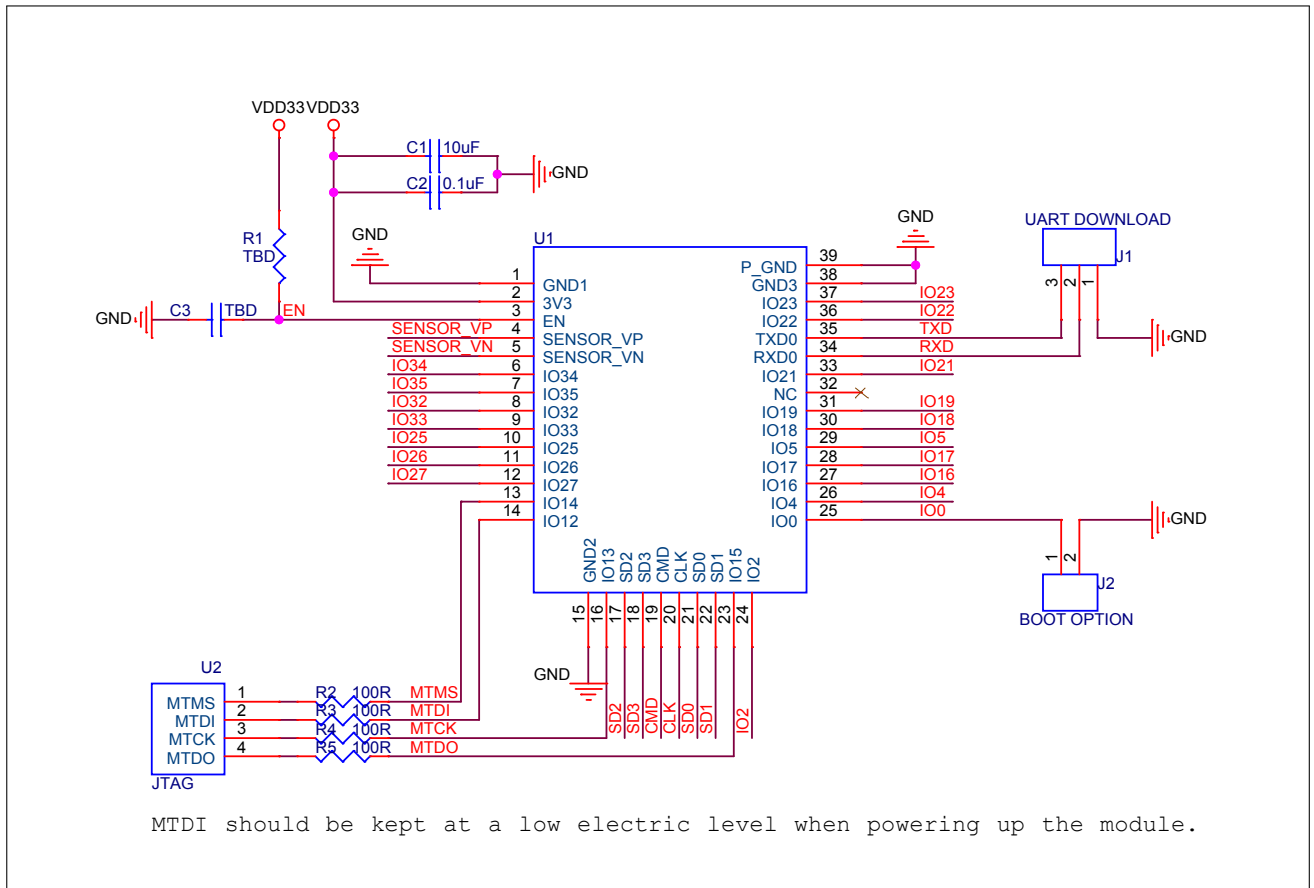 VDD33 VDD33
C1 10uF
C2 0.1uF
GND
R1
TBD
GND
C3 TBD EN
GND
U1
1 GND1
2 3V3
3 EN
SENSOR_VP 4 SENSOR_VP
SENSOR_VN 5 SENSOR_VN
IO34 6 IO34
IO35 7 IO35
IO32 8 IO32
IO33 9 IO33
IO25 10 IO25
IO26 11 IO26
IO27 12 IO27
13 IO14
14 IO12
P_GND 39
GND3 38
IO23 37 IO23
IO22 36 IO22
TXD0 35 TXD
RXD0 34 RXD
IO21 33 IO21
NC 32
IO19 31 IO19
IO18 30 IO18
IO5 29 IO5
IO17 28 IO17
IO16 27 IO16
IO4 26 IO4
IO0 25 IO0
GND
UART DOWNLOAD
J1
3 2 1
GND
GND
1 2
J2
BOOT OPTION
GND2 IO13 SD2 SD3 CMD CLK SD0 SD1 IO15 IO2
15 16 17 18 19 20 21 22 23 24
GND
SD2 SD3 CMD CLK SD0 SD1 IO2
U2
MTMS 1 R2 100R MTMS
MTDI 2 R3 100R MTDI
MTCK 3 R4 100R MTCK
MTDO 4 R5 100R MTDO
JTAG
MTDI should be kept at a low electric level when powering up the module.